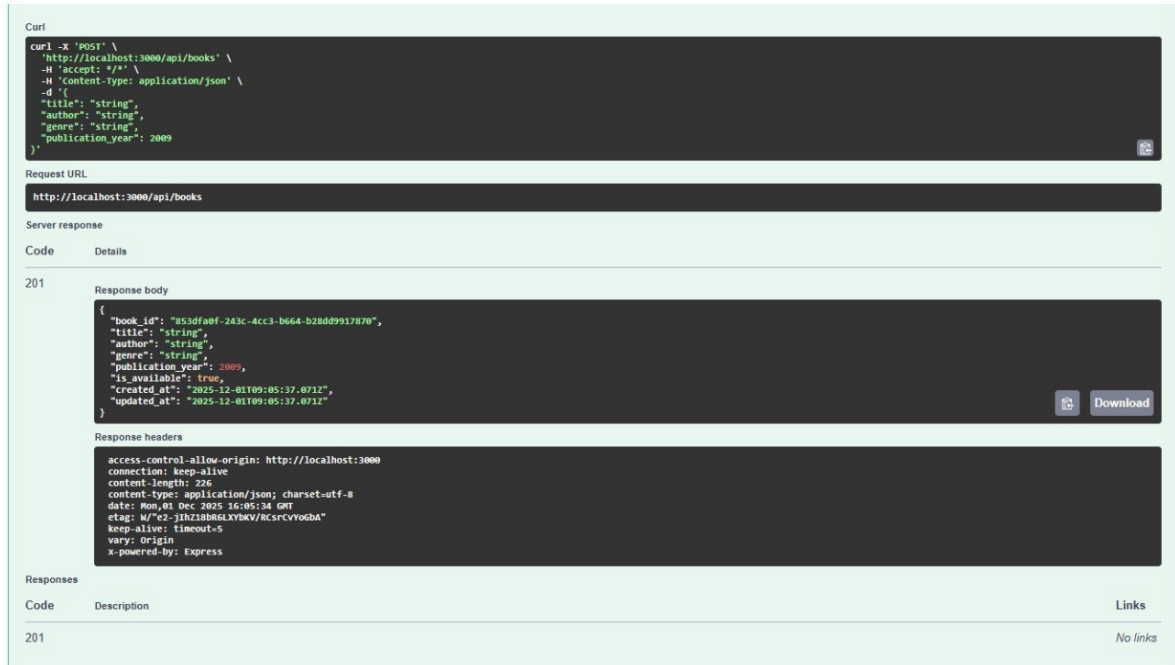 Curl
curl -X 'POST' \
'http://localhost:3000/api/books' \
-H 'accept: */*' \
-H 'Content-Type: application/json' \
-d '{
"title": "string",
"author": "string",
"genre": "string",
"publication_year": 2009
}'
Request URL
http://localhost:3000/api/books
Server response
Code Details
201
Response body
{
"book_id": "853dfa0f-243c-4cc3-b664-b28dd9917870",
"title": "string",
"author": "string",
"genre": "string",
"publication_year": 2009,
"is_available": true,
"created_at": "2025-12-01T09:05:37.071Z",
"updated_at": "2025-12-01T09:05:37.071Z"
}
Download
Response headers
access-control-allow-origin: http://localhost:3000
connection: keep-alive
content-length: 226
content-type: application/json; charset=utf-8
date: Mon,01 Dec 2025 16:05:34 GMT
etag: W/"e2-jIhZ18bR6LXYbKV/RCsrCvYoGbA"
keep-alive: timeout=5
vary: Origin
x-powered-by: Express
Responses
Code Description Links
201 No links